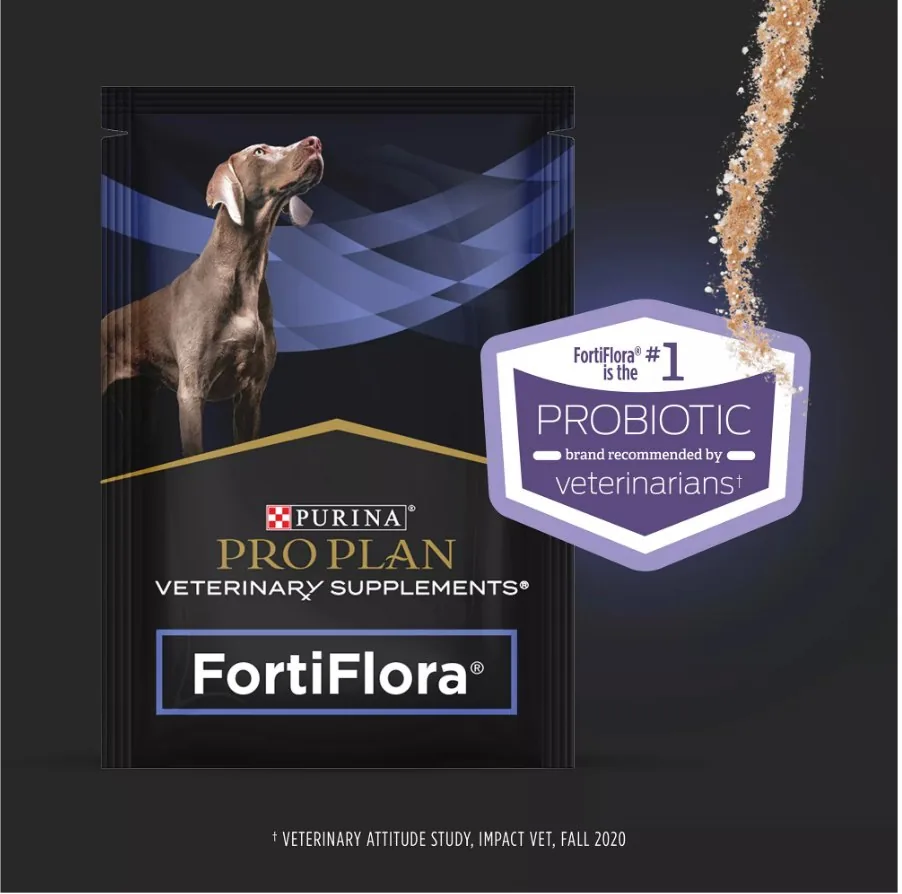 FortiFlora® is the #1
PROBIOTIC
brand recommended by
veterinarians†
PURINA®
PRO PLAN
VETERINARY SUPPLEMENTS®
FortiFlora®
† VETERINARY ATTITUDE STUDY, IMPACT VET, FALL 2020